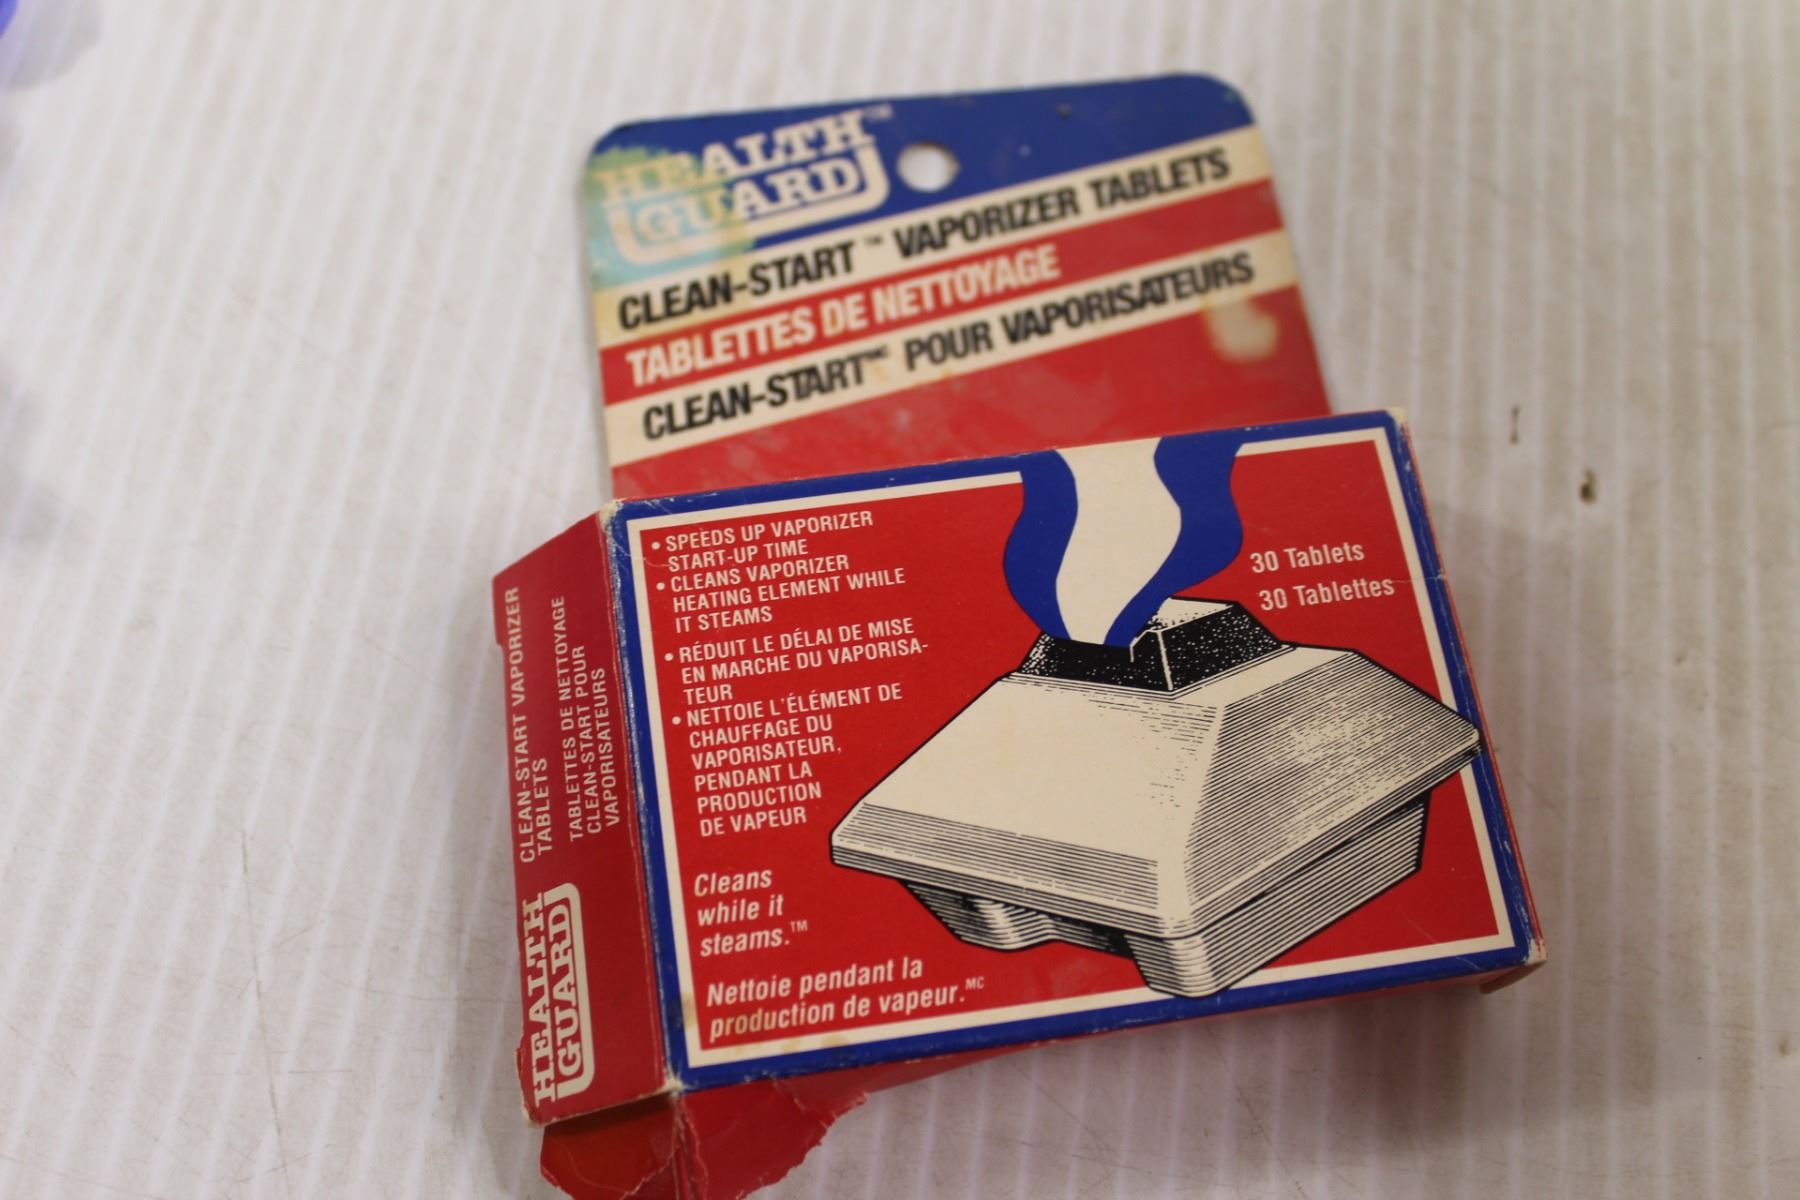 HEALTH™
GUARD
CLEAN-START™ VAPORIZER TABLETS
TABLETTES DE NETTOYAGE
CLEAN-START MC POUR VAPORISATEURS
• SPEEDS UP VAPORIZER
START-UP TIME
• CLEANS VAPORIZER
HEATING ELEMENT WHILE
IT STEAMS
• RÉDUIT LE DÉLAI DE MISE
EN MARCHE DU VAPORISA-
TEUR
• NETTOIE L'ÉLÉMENT DE
CHAUFFAGE DU
VAPORISATEUR,
PENDANT LA
PRODUCTION
DE VAPEUR
Cleans
while it
steams.™
Nettoie pendant la
production de vapeur.MC
30 Tablets
30 Tablettes
HEALTH
GUARD
CLEAN-START VAPORIZER
TABLETS
TABLETTES DE NETTOYAGE
CLEAN-START POUR
VAPORISATEURS